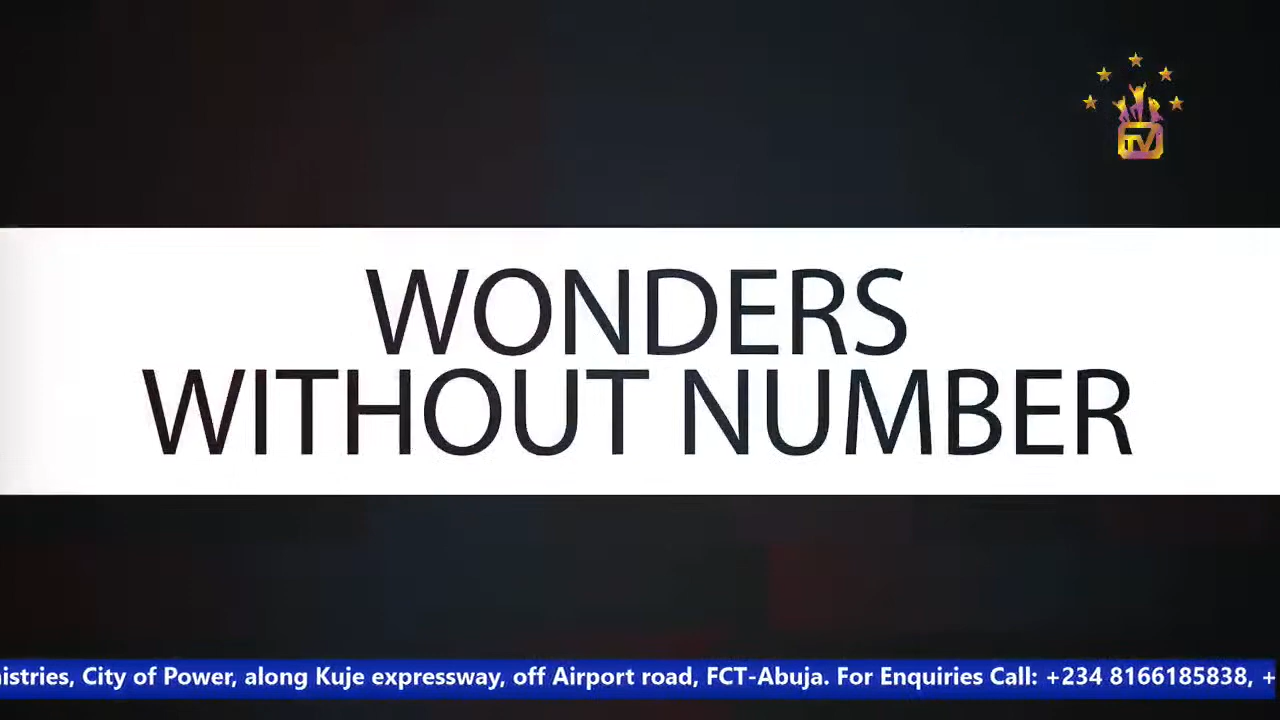 TV
WONDERS
WITHOUT NUMBER
istries, City of Power, along Kuje expressway, off Airport road, FCT-Abuja. For Enquiries Call: +234 8166185838, +